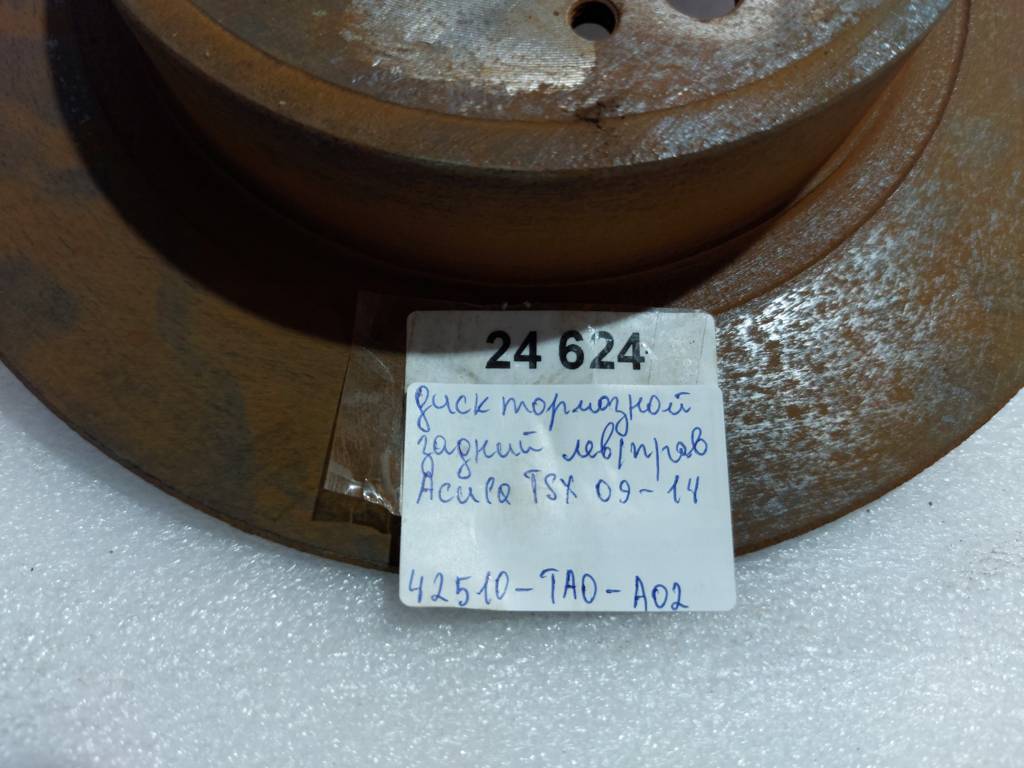 24 624
диск тормозной
задний лев/прав
Acura TSX 09-14
42510-TA0-A02